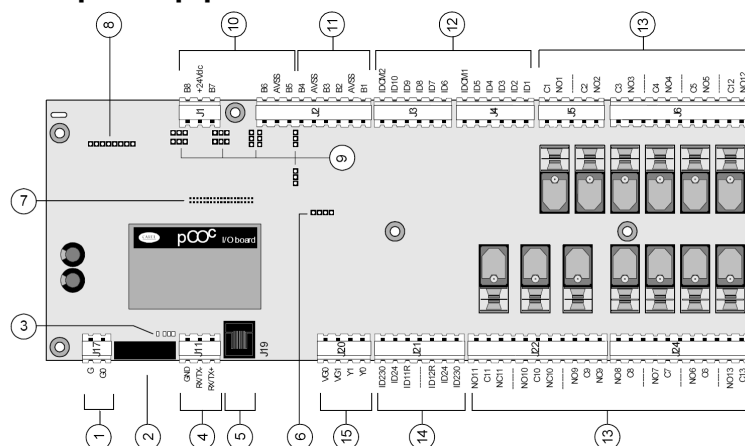 8
10
11
12
13
B8
+24Vdc
B7
B6
AVSS
B5
B4
AVSS
B3
B2
AVSS
B1
IDCM2
ID10
ID9
ID8
ID7
ID6
IDCM1
ID5
ID4
ID3
ID2
ID1
C1
NO1
C2
NO2
C3
NO3
C4
NO4
C5
NO5
C12
NO12
J1
J2
J3
J4
J5
J6
9
7
6
CAREL
pCOC I/O board
3
J17
J11
J19
J20
J21
J22
J24
G
G0
GND
RX/TX-
RX/TX+
VG0
VG1
Y1
Y0
ID230
ID24
ID11R
ID12R
ID24
ID230
NO11
C11
NC11
NO10
C10
NC10
NO9
C9
NC9
NO8
C8
NO7
C7
NO6
C6
NO13
C13
1
2
4
5
6
15
14
13